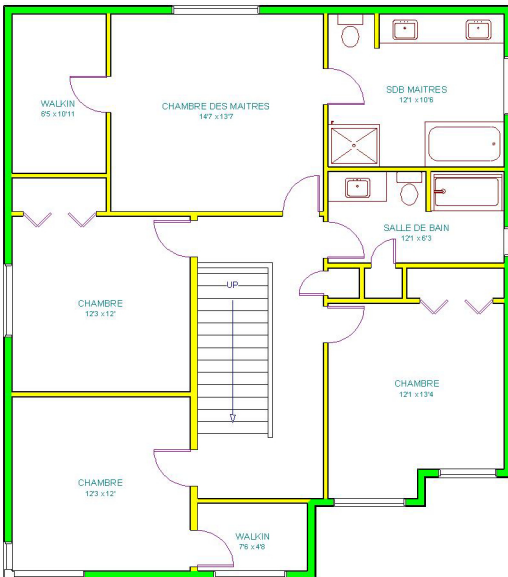 SDB MAITRES
12'1 x 10'6
WALKIN
6'5 x 10'11
CHAMBRE DES MAITRES
14'7 x 13'7
SALLE DE BAIN
12'1 x 6'3
UP
CHAMBRE
12'3 x 12'
CHAMBRE
12'1 x 13'4
CHAMBRE
12'3 x 12'
WALKIN
7'6 x 4'8